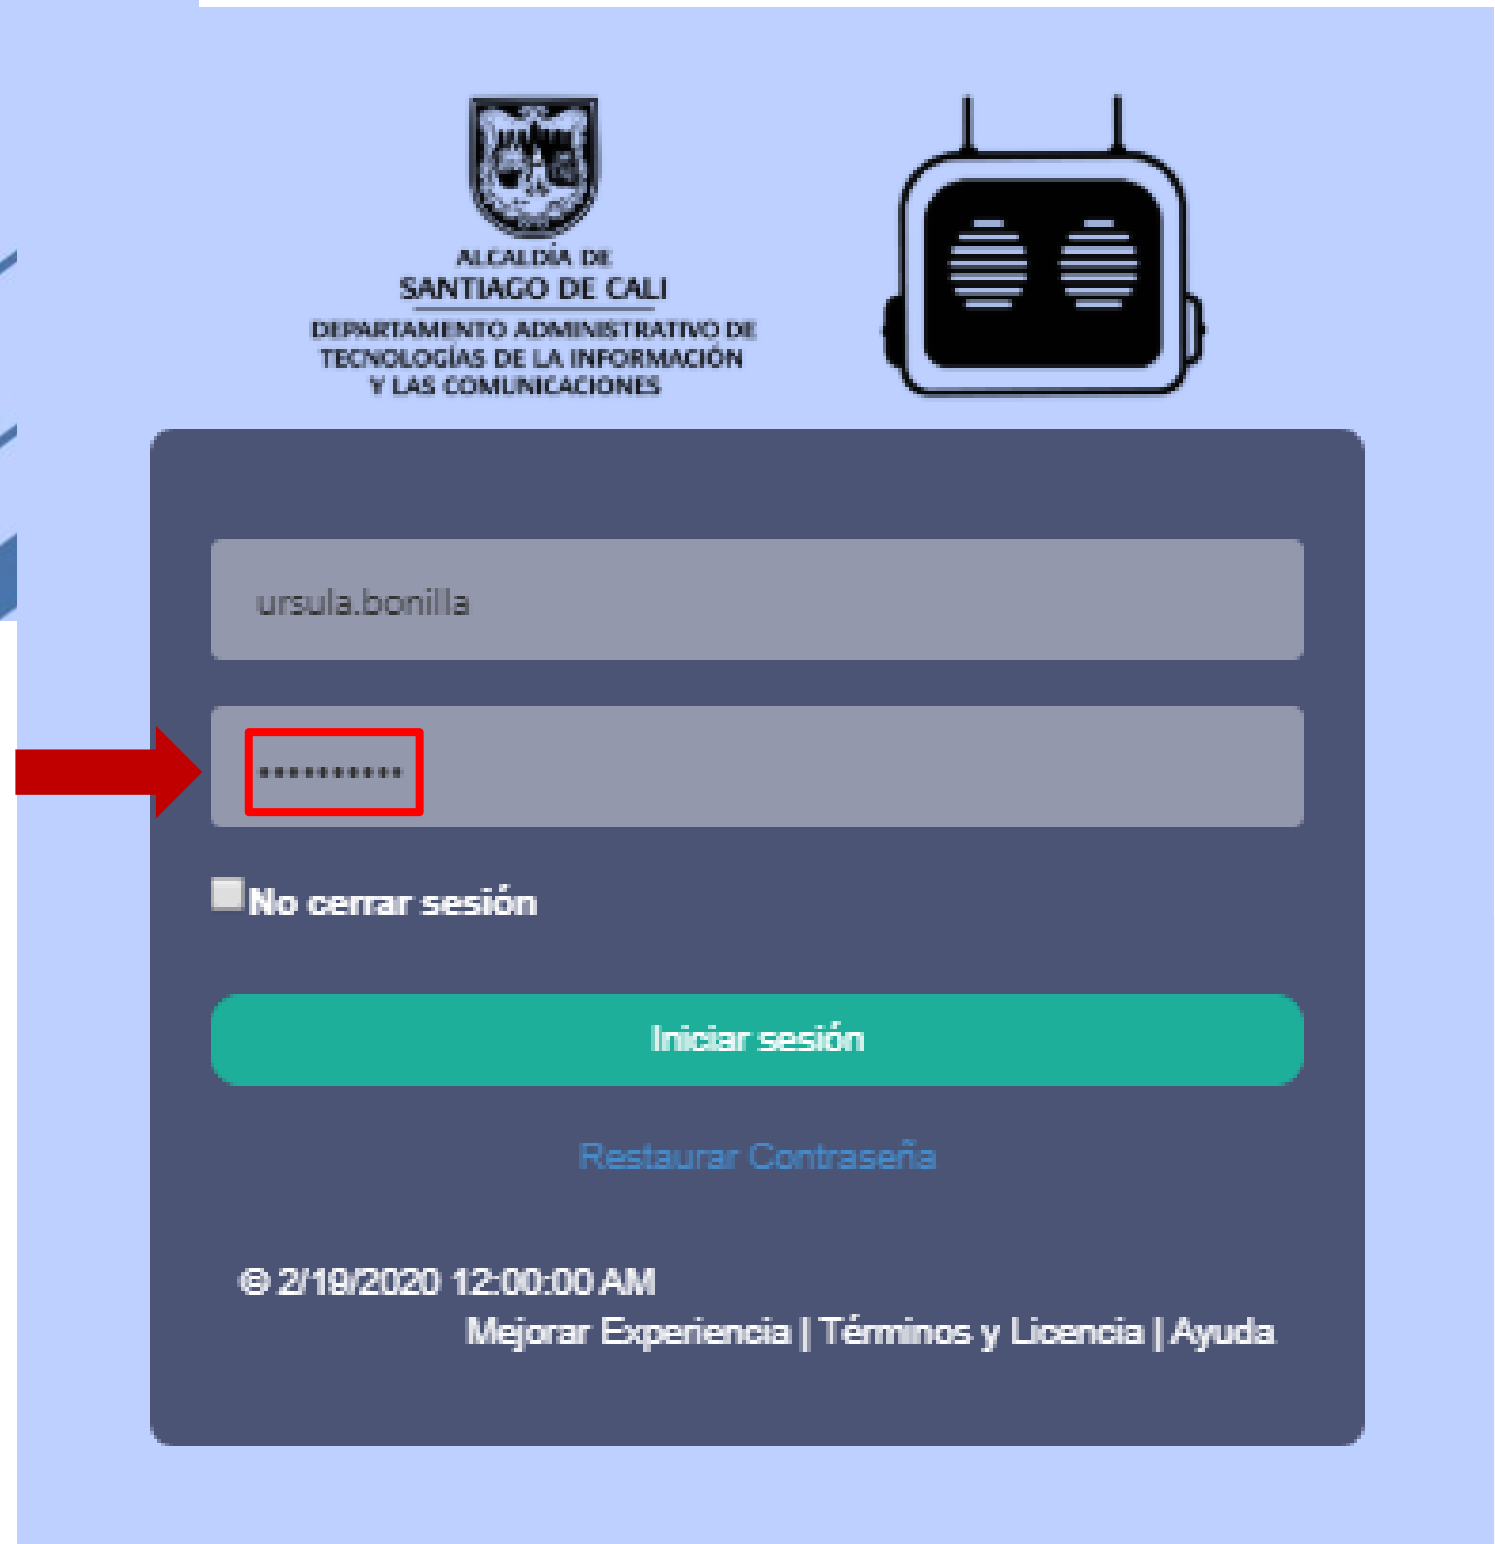 ALCALDÍA DE
SANTIAGO DE CALI
DEPARTAMENTO ADMINISTRATIVO DE
TECNOLOGÍAS DE LA INFORMACIÓN
Y LAS COMUNICACIONES
ursula.bonilla
••••••••••
No cerrar sesión
Iniciar sesión
Restaurar Contraseña
© 2/19/2020 12:00:00 AM
Mejorar Experiencia | Términos y Licencia | Ayuda